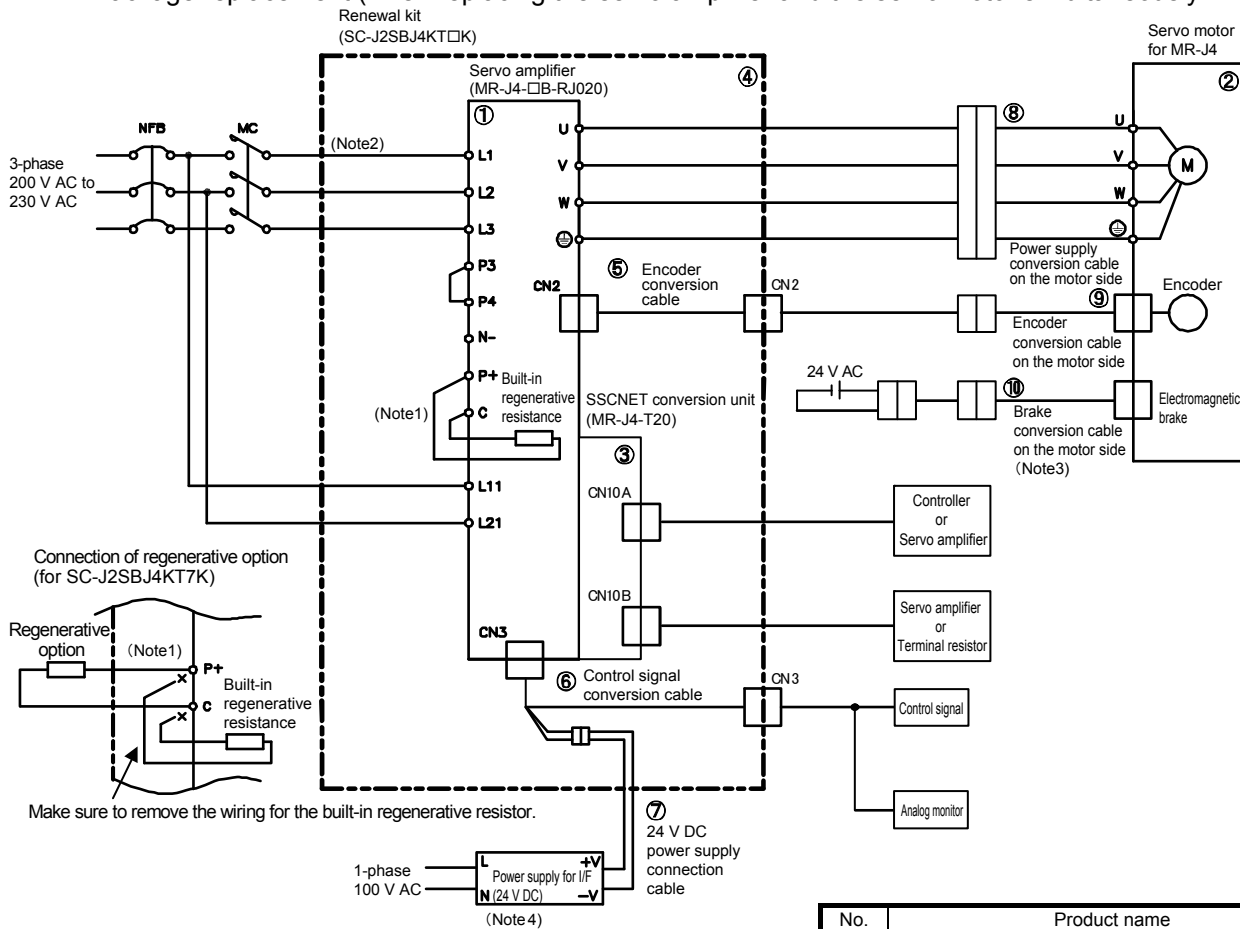 Renewal kit
(SC-J2SBJ4KT□K)
Servo motor
for MR-J4
④
Servo amplifier
(MR-J4-□B-RJ020)
①
②
⑧
NFB
MC
(Note2)
3-phase
200 V AC to
230 V AC
L1
L2
L3
P3
P4
N-
P+
C
L11
L21
U
V
W
U
V
W
M
Power supply
conversion cable
on the motor side
CN2
⑤ Encoder
conversion
cable
CN2
⑨
Encoder
Encoder
conversion cable
on the motor side
24 V AC
⑩
Brake
conversion cable
on the motor side
(Note3)
Electromagnetic
brake
Built-in
regenerative
resistance
(Note1)
SSCNET conversion unit
(MR-J4-T20)
③
CN10A
Controller
or
Servo amplifier
CN10B
Servo amplifier
or
Terminal resistor
CN3
⑥ Control signal
conversion cable
CN3
Control signal
Analog monitor
Connection of regenerative option
(for SC-J2SBJ4KT7K)
Regenerative
option
(Note1)
P+
C
Built-in
regenerative
resistance
Make sure to remove the wiring for the built-in regenerative resistor.
⑦
24 V DC
power supply
connection
cable
1-phase
100 V AC
L
N
Power supply for I/F
(24 V DC)
+V
−V
(Note 4)
No. Product name